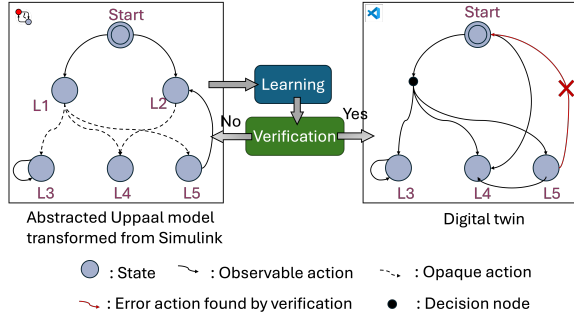 Start
L1
L2
L3
L4
L5
Abstracted Uppaal model
transformed from Simulink
Learning
No
Yes
Verification
Start
L3
L4
L5
Digital twin
: State
: Observable action
: Opaque action
: Error action found by verification
: Decision node